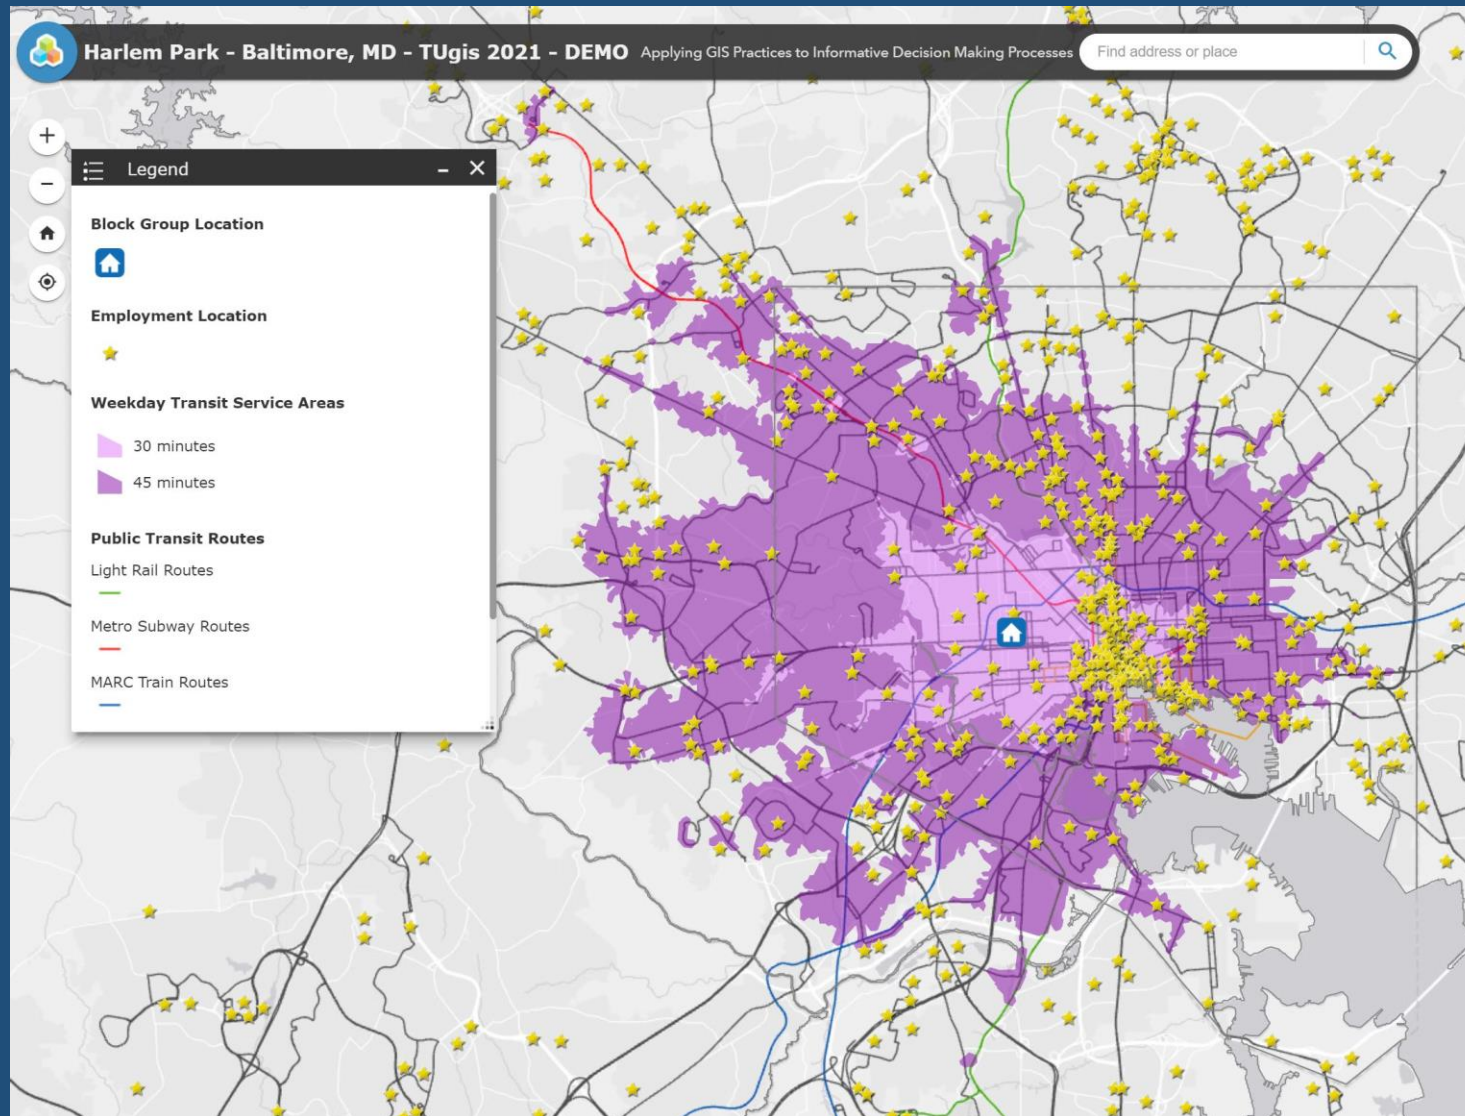 Harlem Park - Baltimore, MD - TUgis 2021 - DEMO Applying GIS Practices to Informative Decision Making Processes Find address or place
Legend
Block Group Location
Employment Location
Weekday Transit Service Areas
30 minutes
45 minutes
Public Transit Routes
Light Rail Routes
Metro Subway Routes
MARC Train Routes